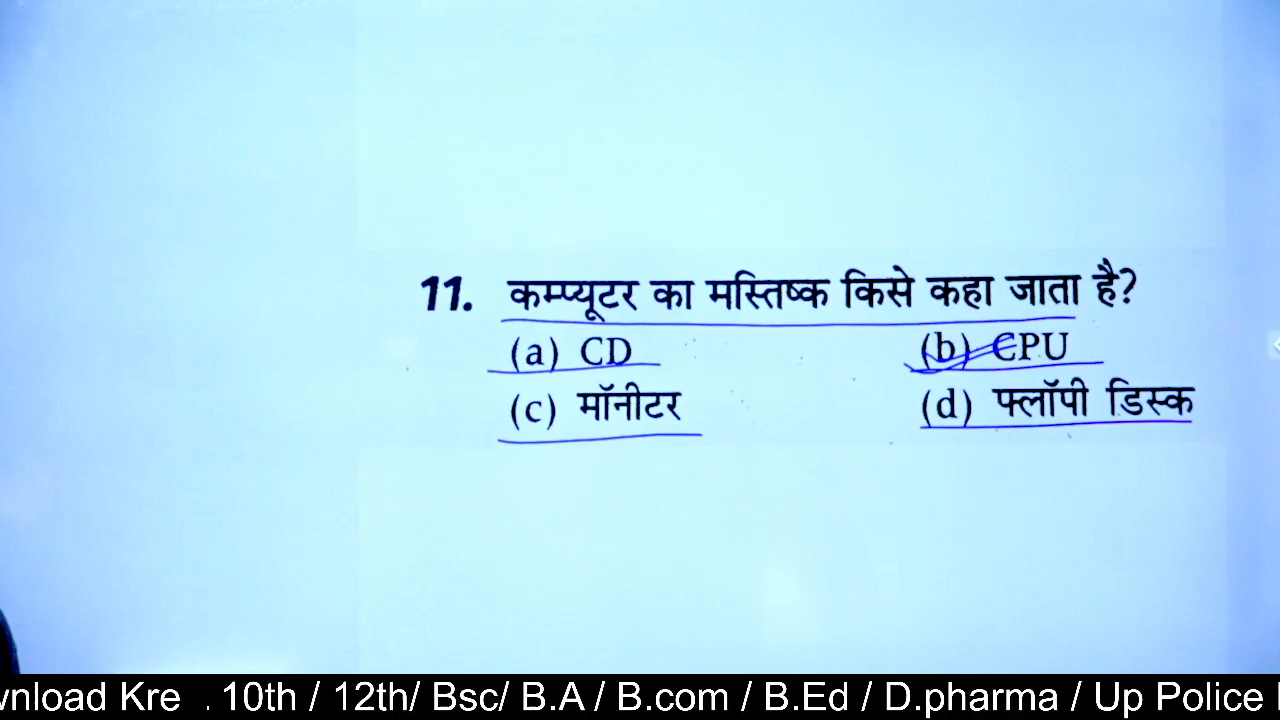 11. कम्प्यूटर का मस्तिष्क किसे कहा जाता है?
(a) CD (b) CPU
(c) मॉनीटर (d) फ्लॉपी डिस्क
wnload Kre . 10th / 12th/ Bsc/ B.A / B.com / B.Ed / D.pharma / Up Police